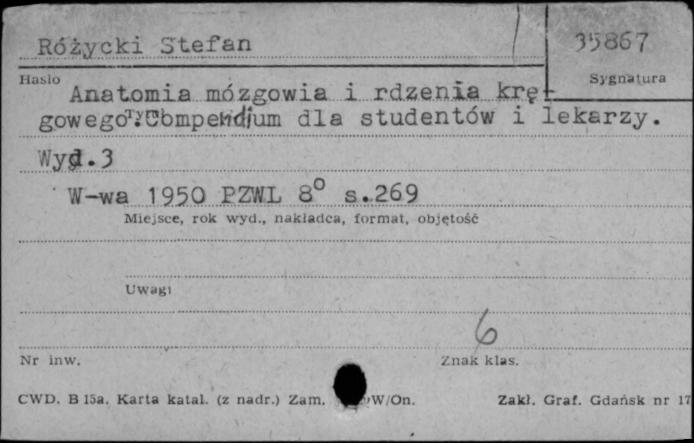 Różycki Stefan 35867
Hasło Sygnatura
Anatomia mózgowia i rdzenia krę-
gowego. Compendium dla studentów i lekarzy.
Wyd.3
W-wa 1950 PZWL 8° s.269
Miejsce, rok wyd., nakładca, format, objętość
Uwagi
6
Nr inw. Znak klas.
CWD. B 15a. Karta katal. (z nadr.) Zam. W/On. Zakł. Graf. Gdańsk nr 17